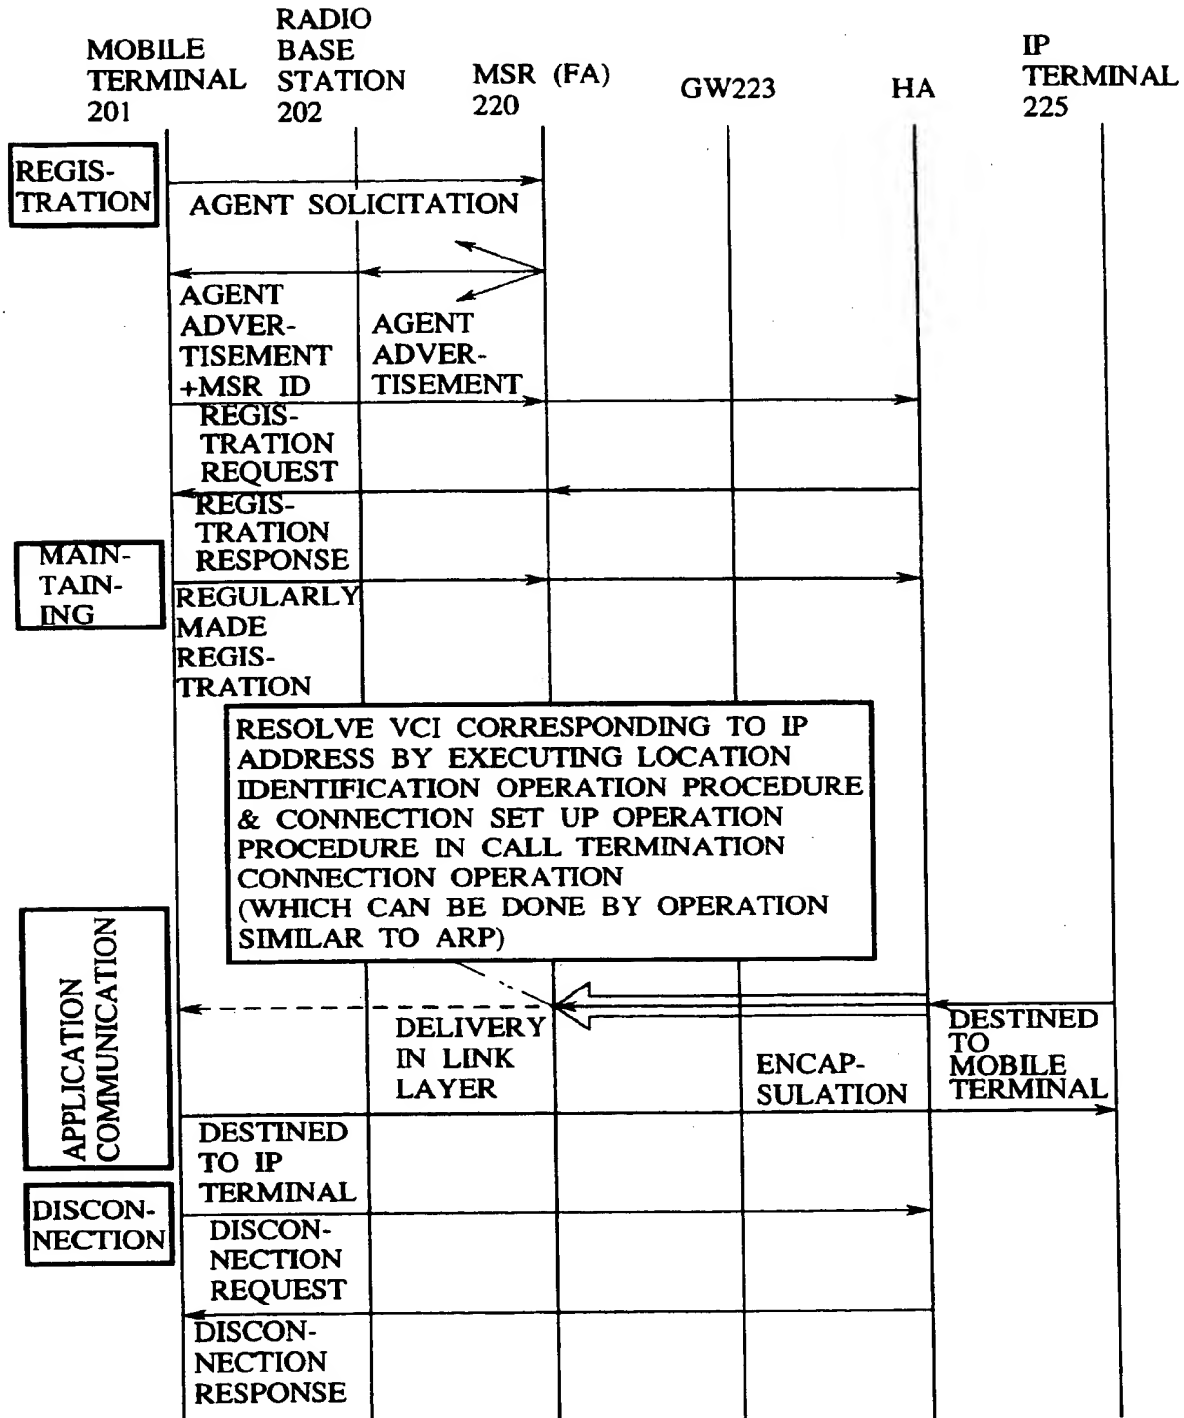 MOBILE
TERMINAL
201
RADIO
BASE
STATION
202
MSR (FA)
220
GW223
HA
IP
TERMINAL
225
REGIS-
TRATION
AGENT SOLICITATION
AGENT
ADVER-
TISEMENT
+MSR ID
AGENT
ADVER-
TISEMENT
REGIS-
TRATION
REQUEST
REGIS-
TRATION
RESPONSE
MAIN-
TAIN-
ING
REGULARLY
MADE
REGIS-
TRATION
RESOLVE VCI CORRESPONDING TO IP
ADDRESS BY EXECUTING LOCATION
IDENTIFICATION OPERATION PROCEDURE
& CONNECTION SET UP OPERATION
PROCEDURE IN CALL TERMINATION
CONNECTION OPERATION
(WHICH CAN BE DONE BY OPERATION
SIMILAR TO ARP)
APPLICATION
COMMUNICATION
DELIVERY
IN LINK
LAYER
ENCAP-
SULATION
DESTINED
TO
MOBILE
TERMINAL
DESTINED
TO IP
TERMINAL
DISCON-
NECTION
DISCON-
NECTION
REQUEST
DISCON-
NECTION
RESPONSE